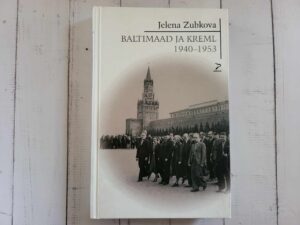 Jelena Zubkova
BALTIMAAD JA KREML
1940–1953